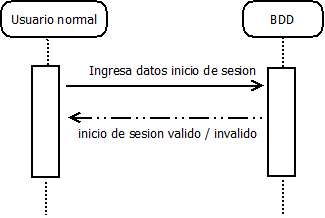 Usuario normal
BDD
Ingresa datos inicio de sesion
inicio de sesion valido / invalido